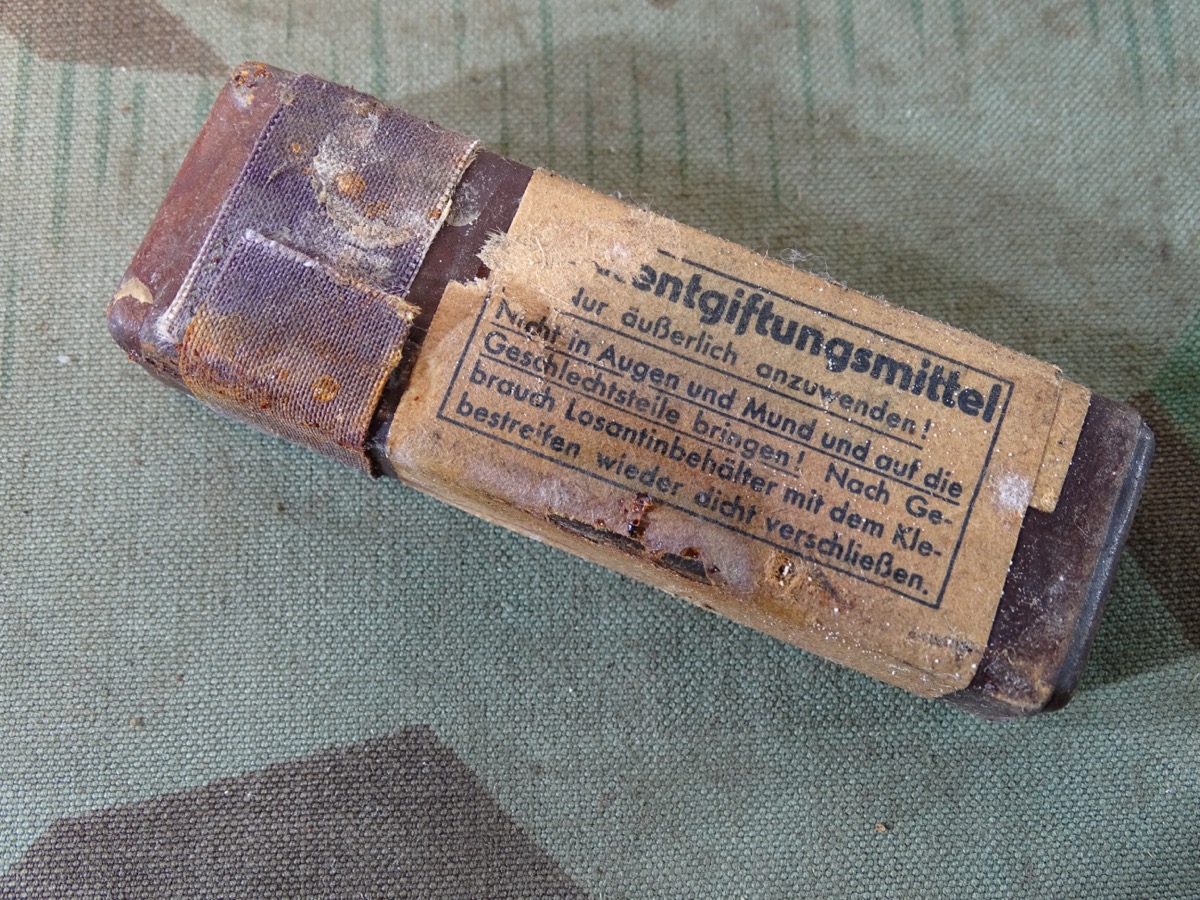 entgiftungsmittel
ur äußerlich anzuwenden!
Nicht in Augen und Mund und auf die
Geschlechtsteile bringen! Nach Ge-
brauch Losantinbehälter mit dem Kle-
bestreifen wieder dicht verschließen.